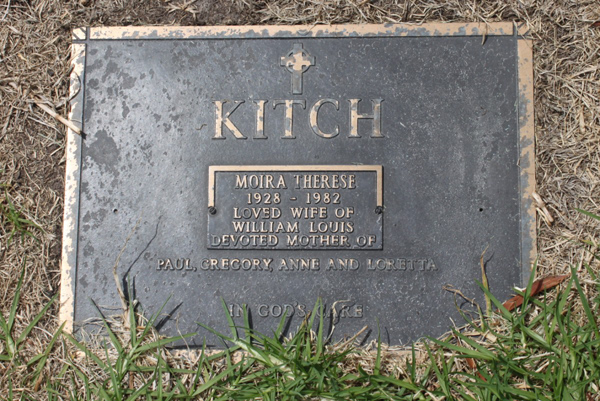 KITCH
MOIRA THERESE
1928 - 1982
LOVED WIFE OF
WILLIAM LOUIS
DEVOTED MOTHER OF
PAUL, GREGORY, ANNE AND LORETTA
IN GOD'S CARE